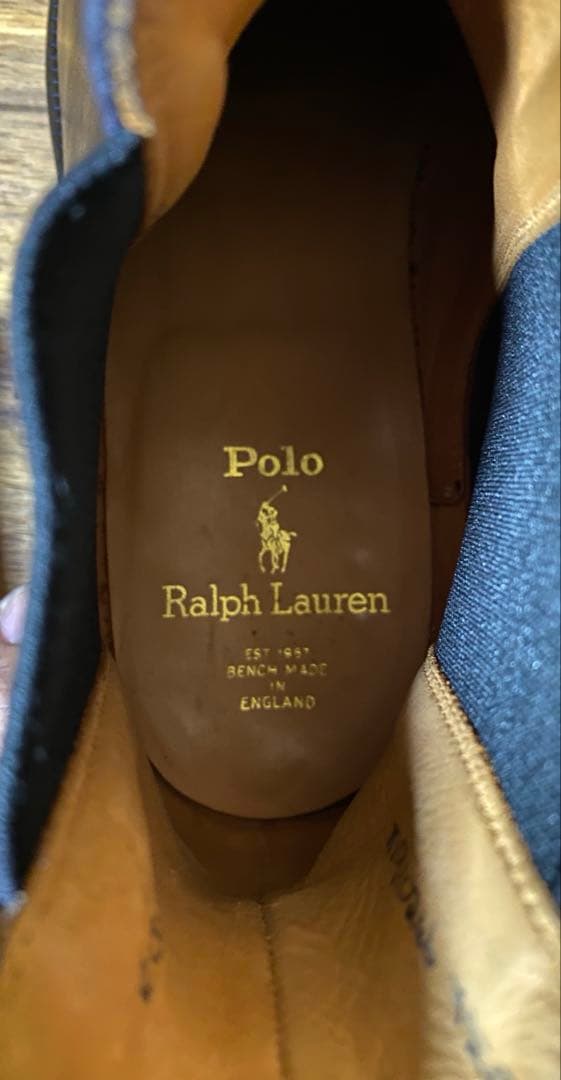 Polo
Ralph Lauren
EST 1967
BENCH MADE
IN
ENGLAND